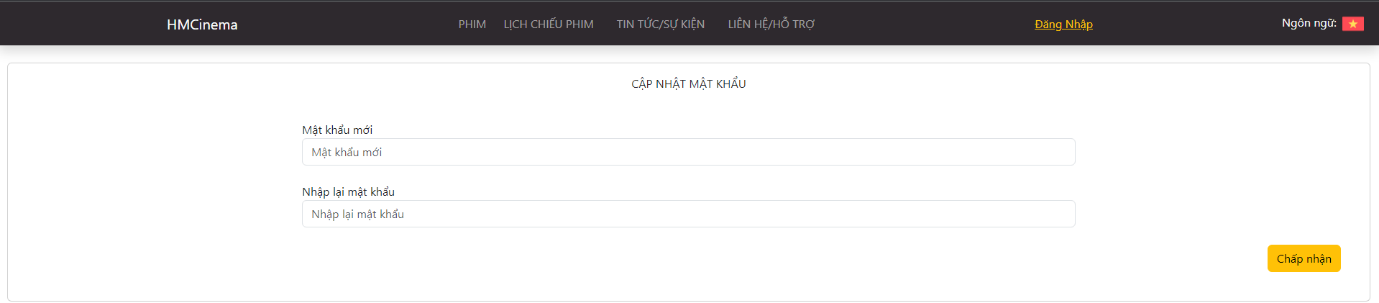 HMCinema PHIM LỊCH CHIẾU PHIM TIN TỨC/SỰ KIỆN LIÊN HỆ/HỖ TRỢ Đăng Nhập Ngôn ngữ:
CẬP NHẬT MẬT KHẨU
Mật khẩu mới
Mật khẩu mới
Nhập lại mật khẩu
Nhập lại mật khẩu
Chấp nhận